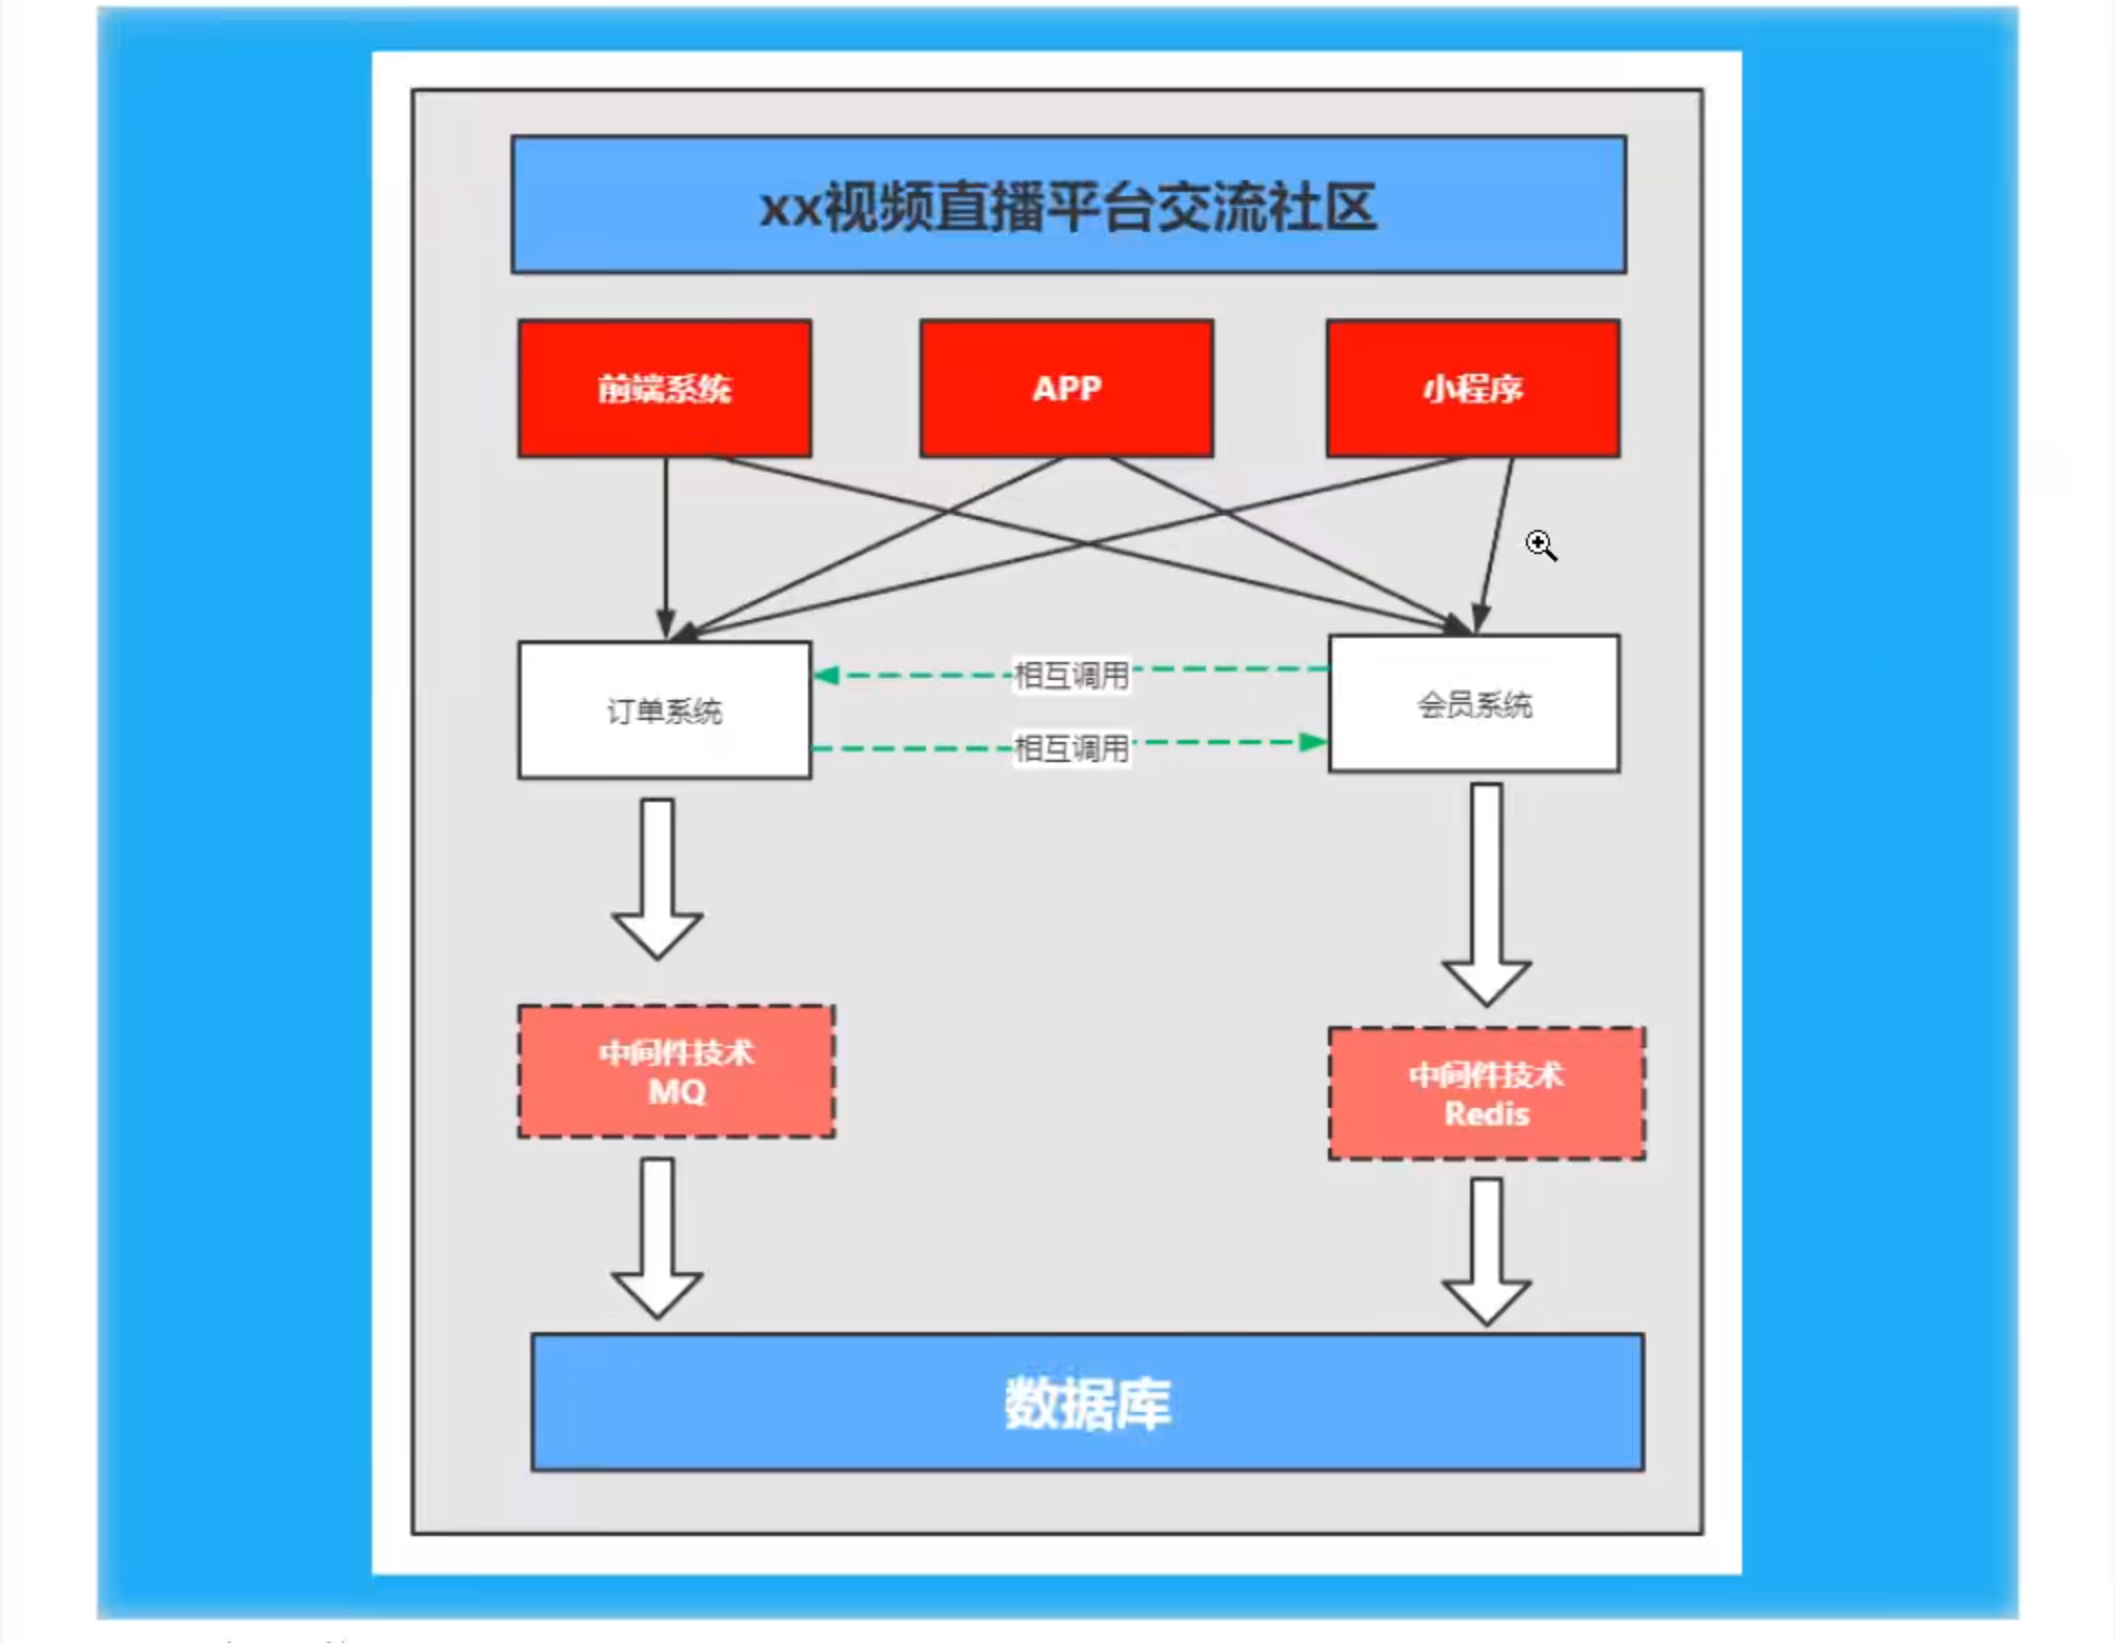 xx视频直播平台交流社区
前端系统
APP
小程序
相互调用
订单系统
会员系统
相互调用
中间件技术
MQ
中间件技术
Redis
数据库